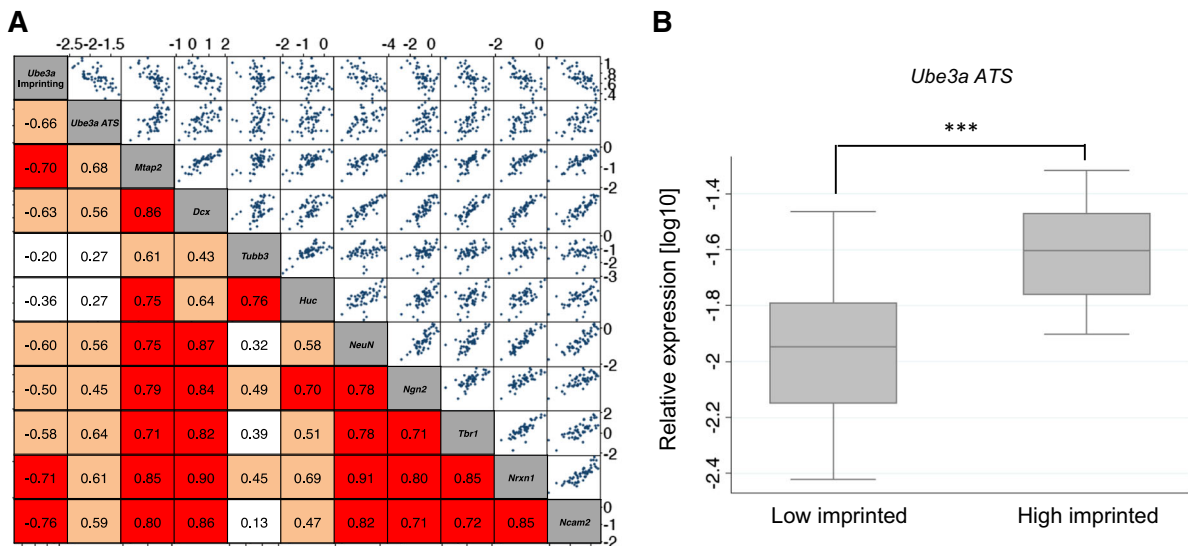 A
-2.5-2-1.5 -1 0 1 2 -2 -1 0 -4 -2 0 -2 0
Ube3a Imprinting 1 .8 .6 .4
-0.66 Ube3a ATS
-0.70 0.68 Mtap2 0 -1 -2
-0.63 0.56 0.86 Dcx
-0.20 0.27 0.61 0.43 Tubb3 0 -1 -2 -3
-0.36 0.27 0.75 0.64 0.76 Huc
-0.60 0.56 0.75 0.87 0.32 0.58 NeuN 0 -2
-0.50 0.45 0.79 0.84 0.49 0.70 0.78 Ngn2
-0.58 0.64 0.71 0.82 0.39 0.51 0.78 0.71 Tbr1 2 0 -2
-0.71 0.61 0.85 0.90 0.45 0.69 0.91 0.80 0.85 Nrxn1
-0.76 0.59 0.80 0.86 0.13 0.47 0.82 0.71 0.72 0.85 Ncam2 0 -1 -2
B
Ube3a ATS
***
Relative expression [log10]
-1.4
-1.6
-1.8
-2
-2.2
-2.4
Low imprinted High imprinted